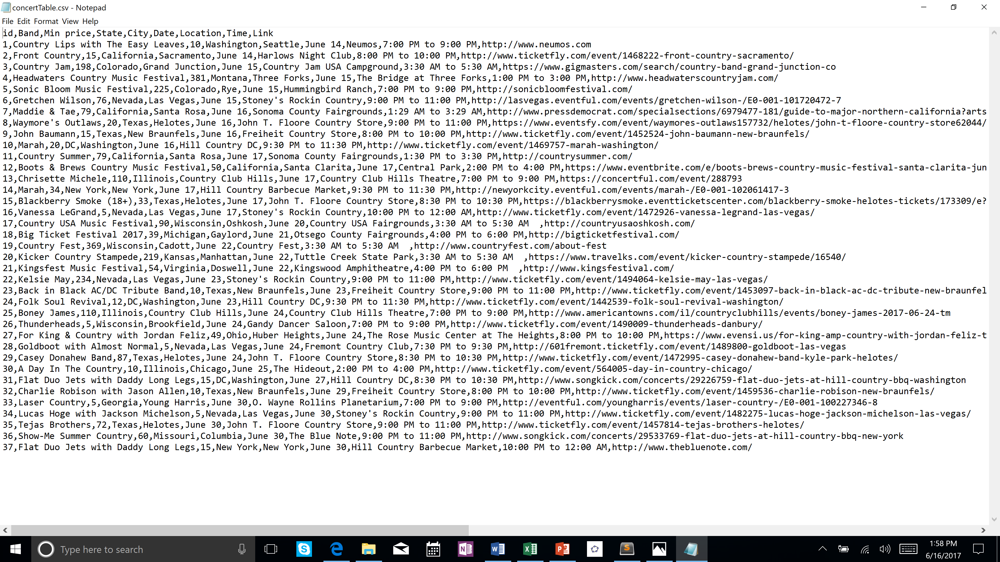 concertTable.csv - Notepad
File Edit Format View Help
id,Band,Min price,State,City,Date,Location,Time,Link
1,Country Lips with The Easy Leaves,10,Washington,Seattle,June 14,Neumos,7:00 PM to 9:00 PM,http://www.neumos.com
2,Front Country,15,California,Sacramento,June 14,Harlows Night Club,8:00 PM to 10:00 PM,http://www.ticketfly.com/event/1468222-front-country-sacramento/
3,Country Jam,198,Colorado,Grand Junction,June 15,Country Jam USA Campground,3:30 AM to 5:30 AM,https://www.gigmasters.com/search/country-band-grand-junction-co
4,Headwaters Country Music Festival,381,Montana,Three Forks,June 15,The Bridge at Three Forks,1:00 PM to 3:00 PM,http://www.headwaterscountryjam.com/
5,Sonic Bloom Music Festival,225,Colorado,Rye,June 15,Hummingbird Ranch,7:00 PM to 9:00 PM,http://sonicbloomfestival.com/
6,Gretchen Wilson,76,Nevada,Las Vegas,June 15,Stoney's Rockin Country,9:00 PM to 11:00 PM,http://lasvegas.eventful.com/events/gretchen-wilson-/E0-001-101720472-7
7,Maddie & Tae,79,California,Santa Rosa,June 16,Sonoma County Fairgrounds,1:29 AM to 3:29 AM,http://www.pressdemocrat.com/specialsections/6979477-181/guide-to-major-northern-california?arts
8,Waymore's Outlaws,20,Texas,Helotes,June 16,John T. Floore Country Store,9:00 PM to 11:00 PM,https://www.eventsfy.com/event/waymores-outlaws157732/helotes/john-t-floore-country-store62044/
9,John Baumann,15,Texas,New Braunfels,June 16,Freiheit Country Store,8:00 PM to 10:00 PM,http://www.ticketfly.com/event/1452524-john-baumann-new-braunfels/
10,Marah,20,DC,Washington,June 16,Hill Country DC,9:30 PM to 11:30 PM,http://www.ticketfly.com/event/1469757-marah-washington/
11,Country Summer,79,California,Santa Rosa,June 17,Sonoma County Fairgrounds,1:30 PM to 3:30 PM,http://countrysummer.com/
12,Boots & Brews Country Music Festival,50,California,Santa Clarita,June 17,Central Park,2:00 PM to 4:00 PM,https://www.eventbrite.com/e/boots-brews-country-music-festival-santa-clarita-jun
13,Chrisette Michele,110,Illinois,Country Club Hills,June 17,Country Club Hills Theatre,7:00 PM to 9:00 PM,https://concertful.com/event/288793
14,Marah,34,New York,New York,June 17,Hill Country Barbecue Market,9:30 PM to 11:30 PM,http://newyorkcity.eventful.com/events/marah-/E0-001-102061417-3
15,Blackberry Smoke (18+),33,Texas,Helotes,June 17,John T. Floore Country Store,8:30 PM to 10:30 PM,https://blackberrysmoke.eventticketscenter.com/blackberry-smoke-helotes-tickets/173309/e?
16,Vanessa LeGrand,5,Nevada,Las Vegas,June 17,Stoney's Rockin Country,10:00 PM to 12:00 AM,http://www.ticketfly.com/event/1472926-vanessa-legrand-las-vegas/
17,Country USA Music Festival,90,Wisconsin,Oshkosh,June 20,Country USA Fairgrounds,3:30 AM to 5:30 AM  ,http://countryusaoshkosh.com/
18,Big Ticket Festival 2017,39,Michigan,Gaylord,June 21,Otsego County Fairgrounds,4:00 PM to 6:00 PM,http://bigticketfestival.com/
19,Country Fest,369,Wisconsin,Cadott,June 22,Country Fest,3:30 AM to 5:30 AM  ,http://www.countryfest.com/about-fest
20,Kicker Country Stampede,219,Kansas,Manhattan,June 22,Tuttle Creek State Park,3:30 AM to 5:30 AM  ,https://www.travelks.com/event/kicker-country-stampede/16540/
21,Kingsfest Music Festival,54,Virginia,Doswell,June 22,Kingswood Amphitheatre,4:00 PM to 6:00 PM  ,http://www.kingsfestival.com/
22,Kelsie May,234,Nevada,Las Vegas,June 23,Stoney's Rockin Country,9:00 PM to 11:00 PM,http://www.ticketfly.com/event/1494064-kelsie-may-las-vegas/
23,Back in Black AC/DC Tribute Band,10,Texas,New Braunfels,June 23,Freiheit Country Store,9:00 PM to 11:00 PM,http://www.ticketfly.com/event/1453097-back-in-black-ac-dc-tribute-new-braunfel
24,Folk Soul Revival,12,DC,Washington,June 23,Hill Country DC,9:30 PM to 11:30 PM,http://www.ticketfly.com/event/1442539-folk-soul-revival-washington/
25,Boney James,110,Illinois,Country Club Hills,June 24,Country Club Hills Theatre,7:00 PM to 9:00 PM,http://www.americantowns.com/il/countryclubhills/events/boney-james-2017-06-24-tm
26,Thunderheads,5,Wisconsin,Brookfield,June 24,Gandy Dancer Saloon,7:00 PM to 9:00 PM,http://www.ticketfly.com/event/1490009-thunderheads-danbury/
27,For King & Country with Jordan Feliz,49,Ohio,Huber Heights,June 24,The Rose Music Center at The Heights,8:00 PM to 10:00 PM,https://www.evensi.us/for-king-amp-country-with-jordan-feliz-t
28,Goldboot with Almost Normal,5,Nevada,Las Vegas,June 24,Fremont Country Club,7:30 PM to 9:30 PM,http://601fremont.ticketfly.com/event/1489800-goldboot-las-vegas
29,Casey Donahew Band,87,Texas,Helotes,June 24,John T. Floore Country Store,8:30 PM to 10:30 PM,http://www.ticketfly.com/event/1472995-casey-donahew-band-kyle-park-helotes/
30,A Day In The Country,10,Illinois,Chicago,June 25,The Hideout,2:00 PM to 4:00 PM,http://www.ticketfly.com/event/564005-day-in-country-chicago/
31,Flat Duo Jets with Daddy Long Legs,15,DC,Washington,June 27,Hill Country DC,8:30 PM to 10:30 PM,http://www.songkick.com/concerts/29226759-flat-duo-jets-at-hill-country-bbq-washington
32,Charlie Robison with Jason Allen,10,Texas,New Braunfels,June 29,Freiheit Country Store,8:00 PM to 10:00 PM,http://www.ticketfly.com/event/1459536-charlie-robison-new-braunfels/
33,Laser Country,5,Georgia,Young Harris,June 30,O. Wayne Rollins Planetarium,7:00 PM to 9:00 PM,http://eventful.com/youngharris/events/laser-country-/E0-001-100227346-8
34,Lucas Hoge with Jackson Michelson,5,Nevada,Las Vegas,June 30,Stoney's Rockin Country,9:00 PM to 11:00 PM,http://www.ticketfly.com/event/1482275-lucas-hoge-jackson-michelson-las-vegas/
35,Tejas Brothers,72,Texas,Helotes,June 30,John T. Floore Country Store,9:00 PM to 11:00 PM,http://www.ticketfly.com/event/1457814-tejas-brothers-helotes/
36,Show-Me Summer Country,60,Missouri,Columbia,June 30,The Blue Note,9:00 PM to 11:00 PM,http://www.songkick.com/concerts/29533769-flat-duo-jets-at-hill-country-bbq-new-york
37,Flat Duo Jets with Daddy Long Legs,15,New York,New York,June 30,Hill Country Barbecue Market,10:00 PM to 12:00 AM,http://www.thebluenote.com/
Type here to search
1:58 PM
6/16/2017